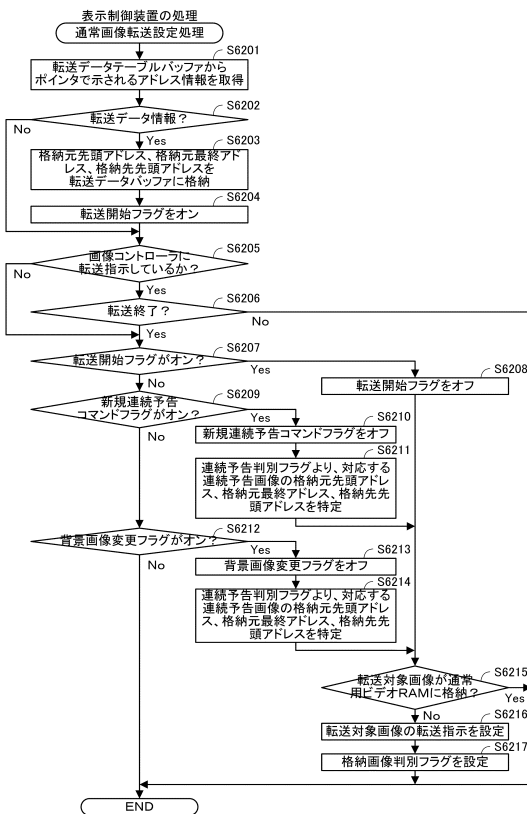 表示制御装置の処理
通常画像転送設定処理
S6201
転送データテーブルバッファから
ポインタで示されるアドレス情報を取得
S6202
転送データ情報？
No
Yes
S6203
格納元先頭アドレス、格納元最終アド
レス、格納先先頭アドレスを
転送データバッファに格納
S6204
転送開始フラグをオン
S6205
画像コントローラに
転送指示しているか？
No
Yes
S6206
転送終了？
No
Yes
S6207
転送開始フラグがオン？
Yes
No
S6208
転送開始フラグをオフ
S6209
新規連続予告
コマンドフラグがオン？
Yes
No
S6210
新規連続予告コマンドフラグをオフ
S6211
連続予告判別フラグより、対応する
連続予告画像の格納元先頭アドレ
ス、格納元最終アドレス、格納先先
頭アドレスを特定
S6212
背景画像変更フラグがオン？
Yes
No
S6213
背景画像変更フラグをオフ
S6214
連続予告判別フラグより、対応する
連続予告画像の格納元先頭アドレ
ス、格納元最終アドレス、格納先先
頭アドレスを特定
S6215
転送対象画像が通常
用ビデオRAMに格納？
Yes
No
S6216
転送対象画像の転送指示を設定
S6217
格納画像判別フラグを設定
END